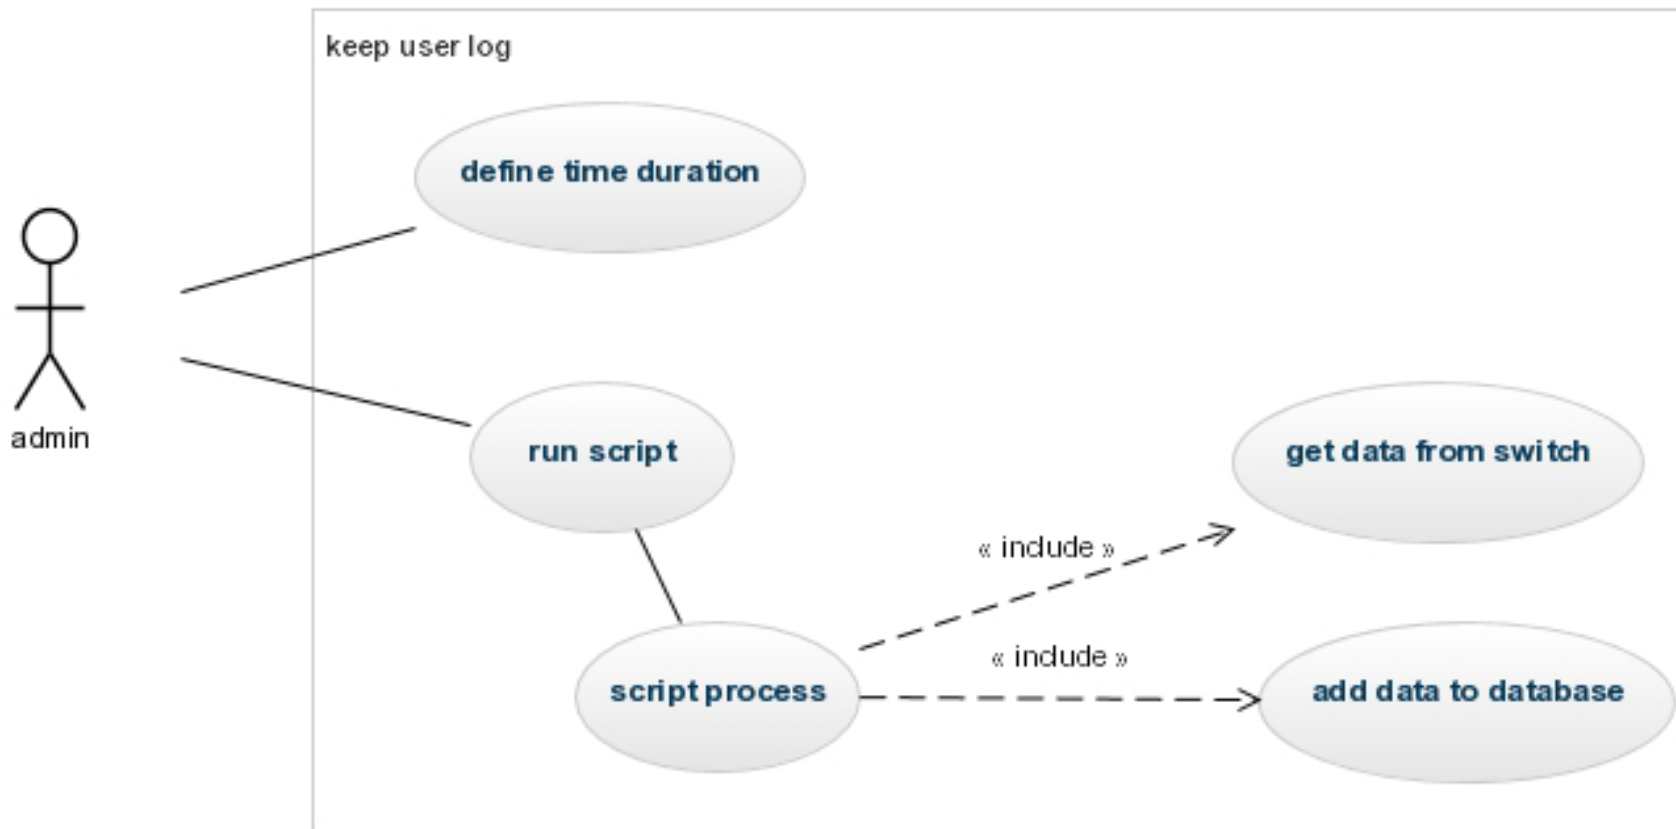 keep user log
define time duration
admin
run script
get data from switch
« include »
« include »
script process
add data to database